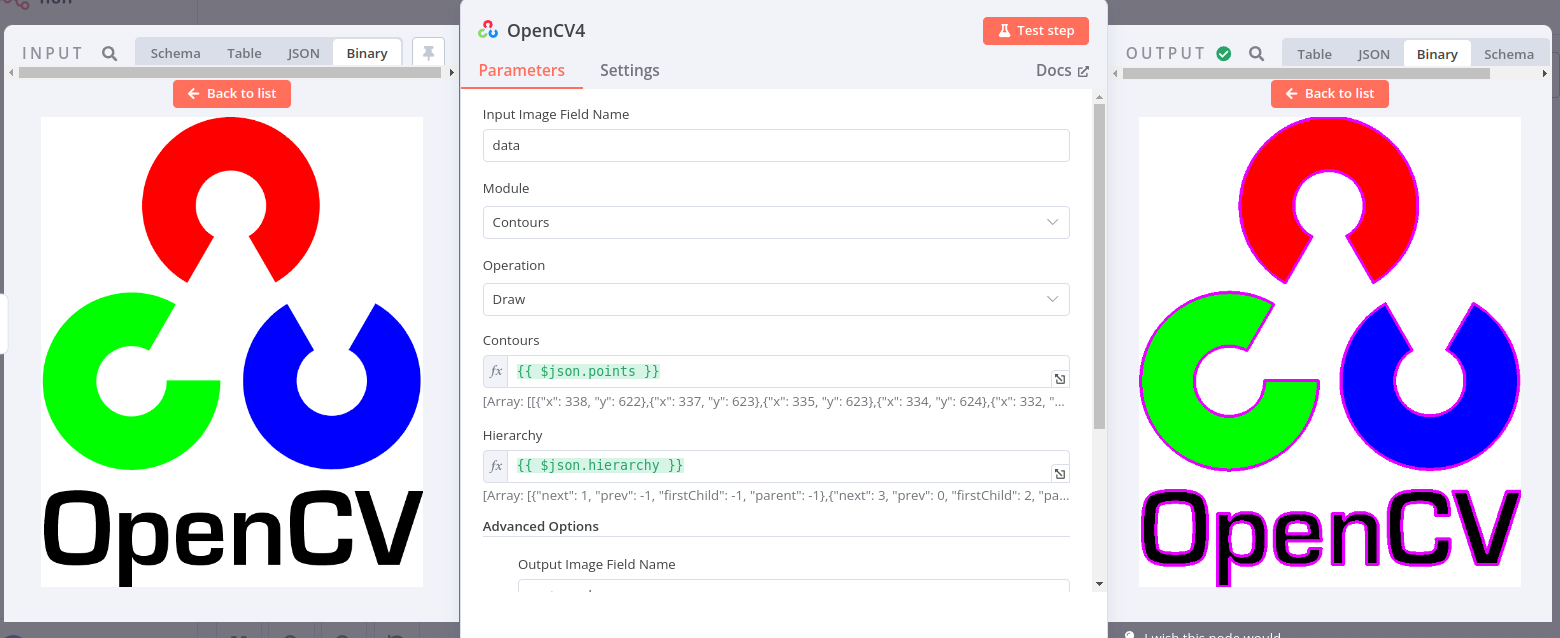 INPUT
Schema
Table
JSON
Binary
Back to list
OpenCV
OpenCV4
Test step
Parameters
Settings
Docs
Input Image Field Name
data
Module
Contours
Operation
Draw
Contours
fx {{ $json.points }}
[Array: [[{"x": 338, "y": 622},{"x": 337, "y": 623},{"x": 335, "y": 623},{"x": 334, "y": 624},{"x": 332, "...
Hierarchy
fx {{ $json.hierarchy }}
[Array: [{"next": 1, "prev": -1, "firstChild": -1, "parent": -1},{"next": 3, "prev": 0, "firstChild": 2, "pa...
Advanced Options
Output Image Field Name
OUTPUT
Table
JSON
Binary
Schema
Back to list
OpenCV
I wish this node would